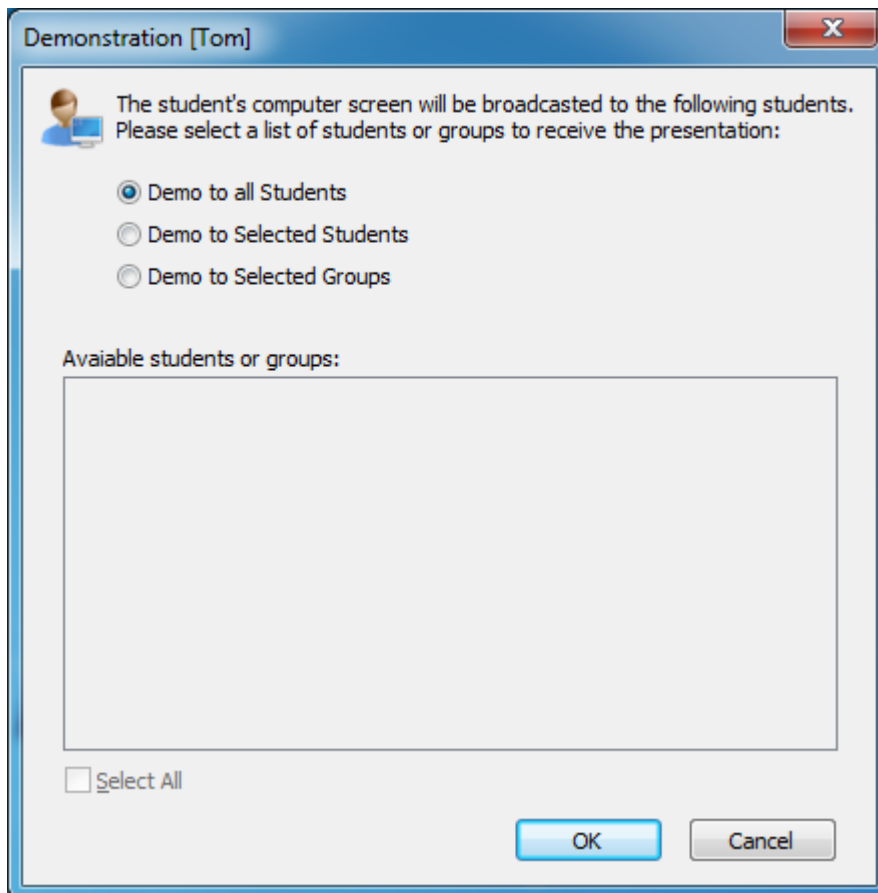 Demonstration [Tom]
The student's computer screen will be broadcasted to the following students.
Please select a list of students or groups to receive the presentation:
Demo to all Students
Demo to Selected Students
Demo to Selected Groups
Avaiable students or groups:
Select All
OK
Cancel